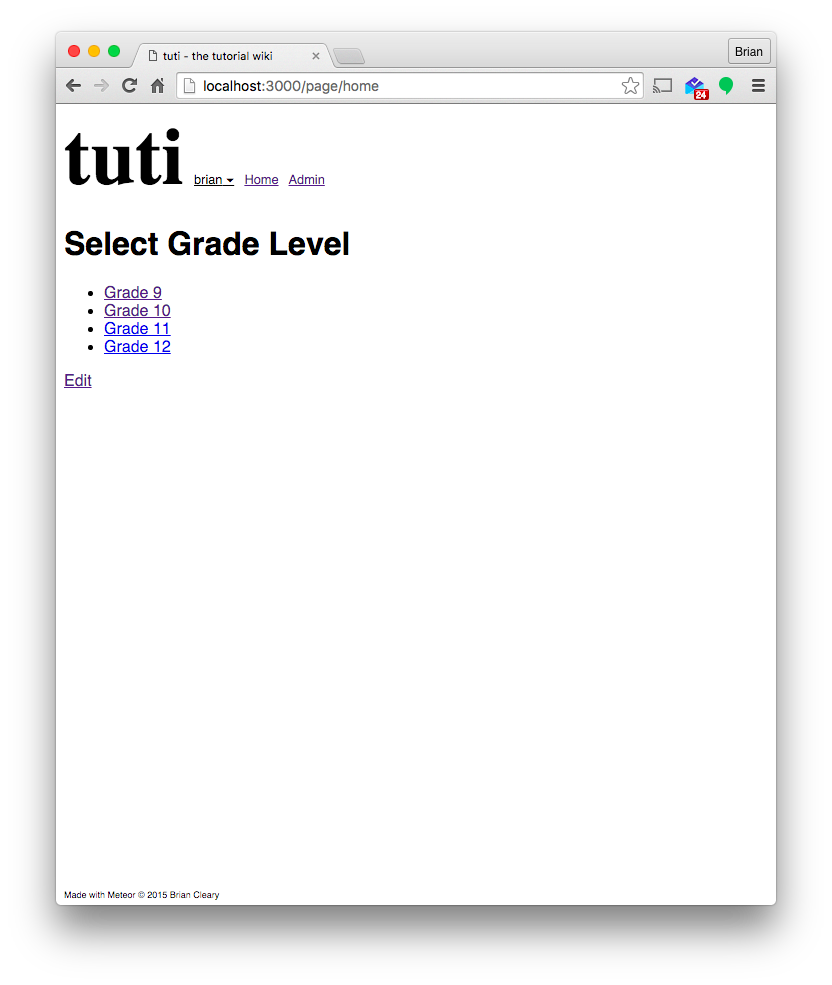 tuti - the tutorial wiki
Brian
localhost:3000/page/home
24
tuti brian Home Admin
Select Grade Level
Grade 9
Grade 10
Grade 11
Grade 12
Edit
Made with Meteor © 2015 Brian Cleary